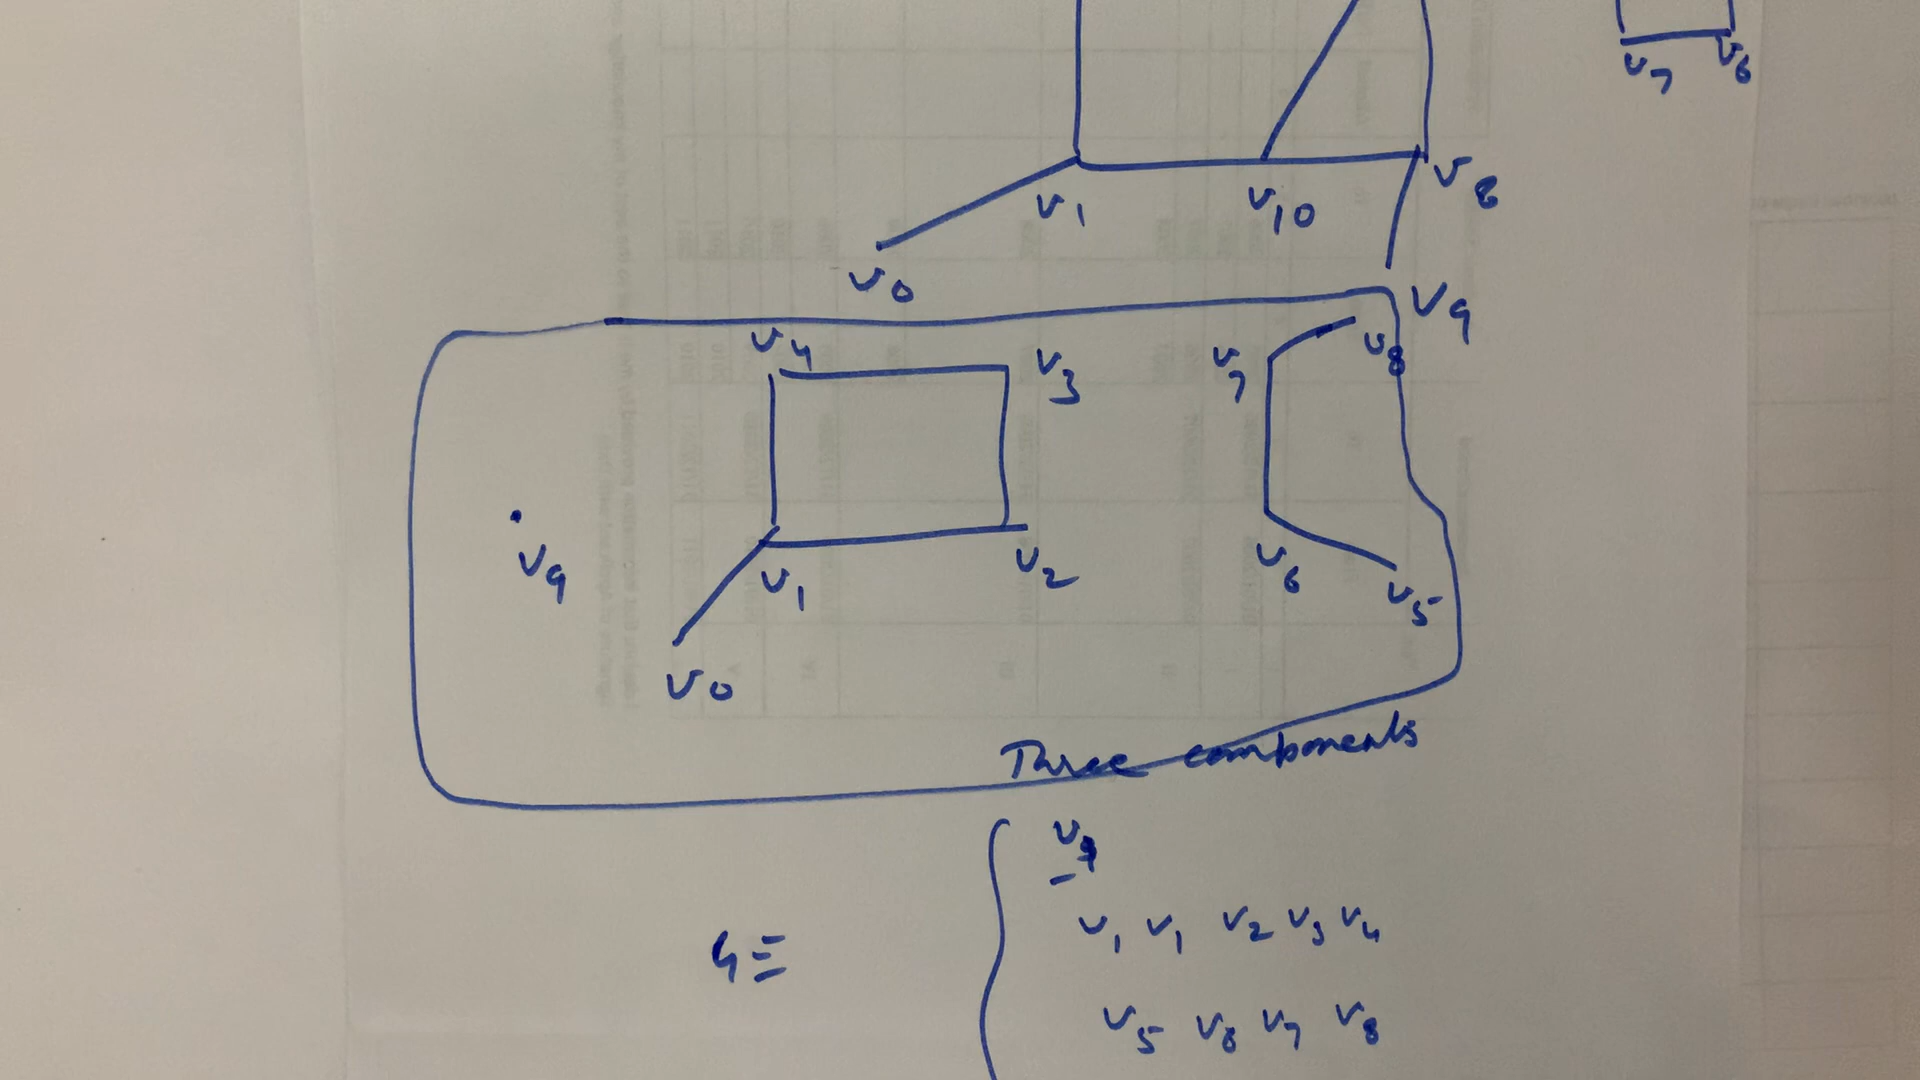 v7 v6
v1 v10 v8
v0
v9
v4 v3 v7 v8
v9 v1 v2 v6 v5
v0
Three components
v9
G ≡ v1 v1 v2 v3 v4
v5 v6 v7 v8